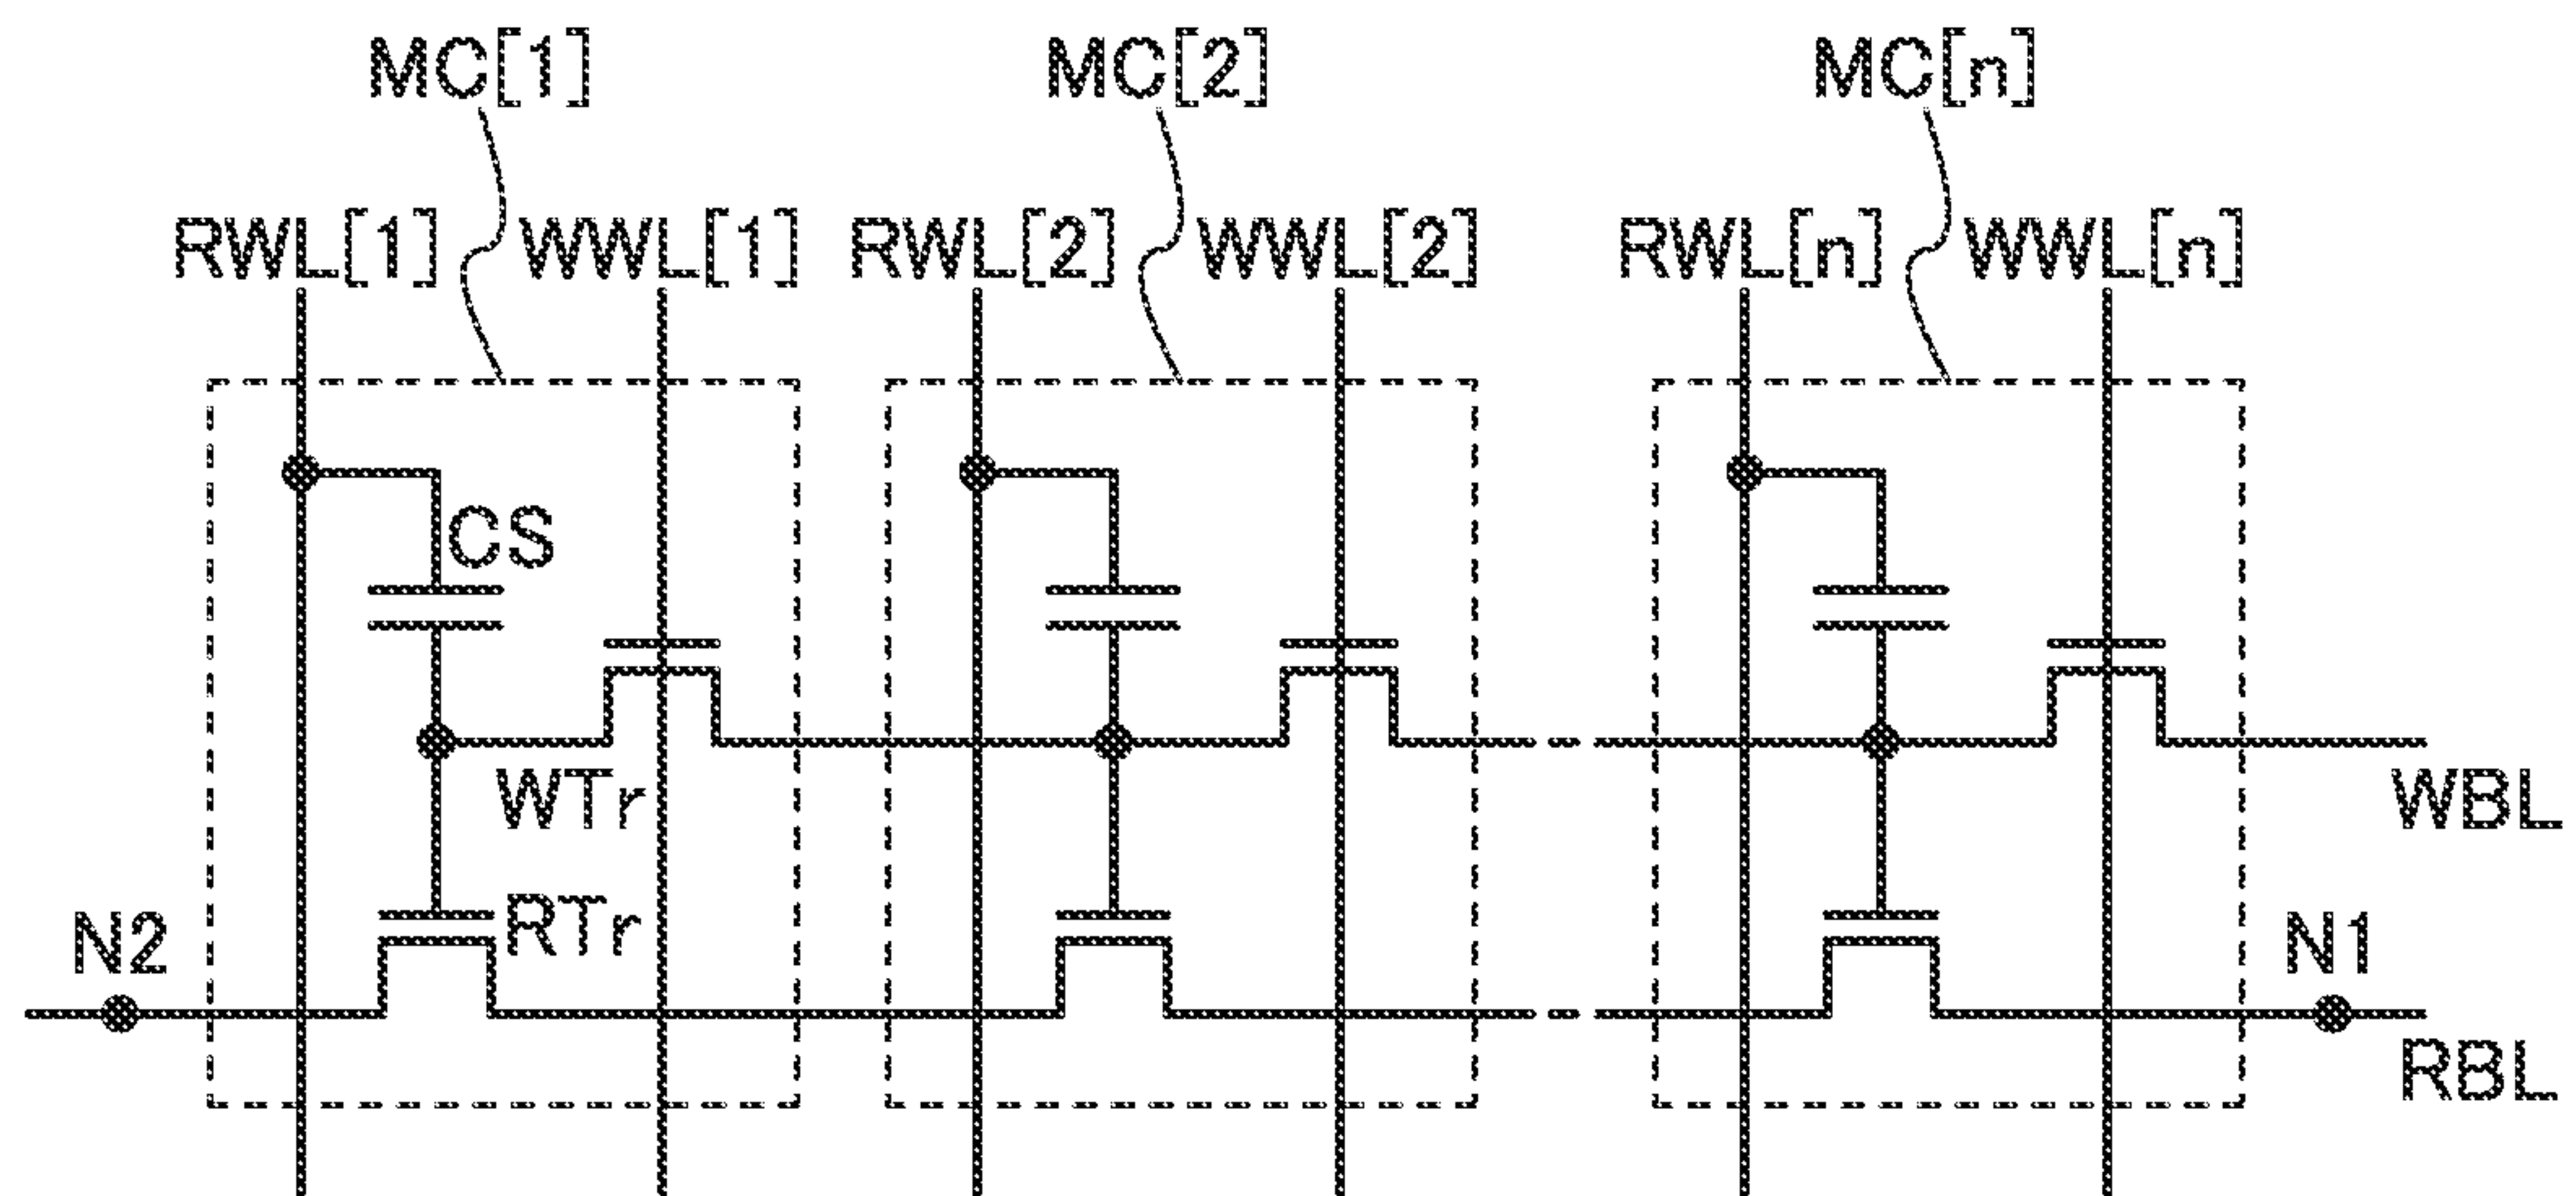 MC[1] MC[2] MC[n]
RWL[1] WWL[1] RWL[2] WWL[2] RWL[n] WWL[n]
CS
WTr
WBL
RTr
N2 N1
RBL